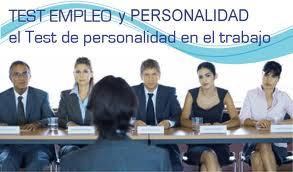 TEST EMPLEO y PERSONALIDAD
el Test de personalidad en el trabajo